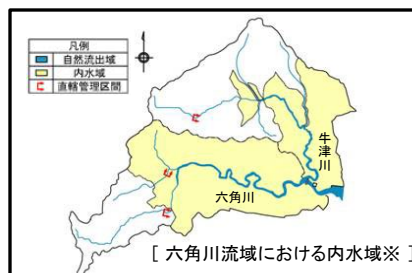 凡例
自然流出域
内水域
直轄管理区間
牛津川
六角川
[ 六角川流域における内水域※ ]